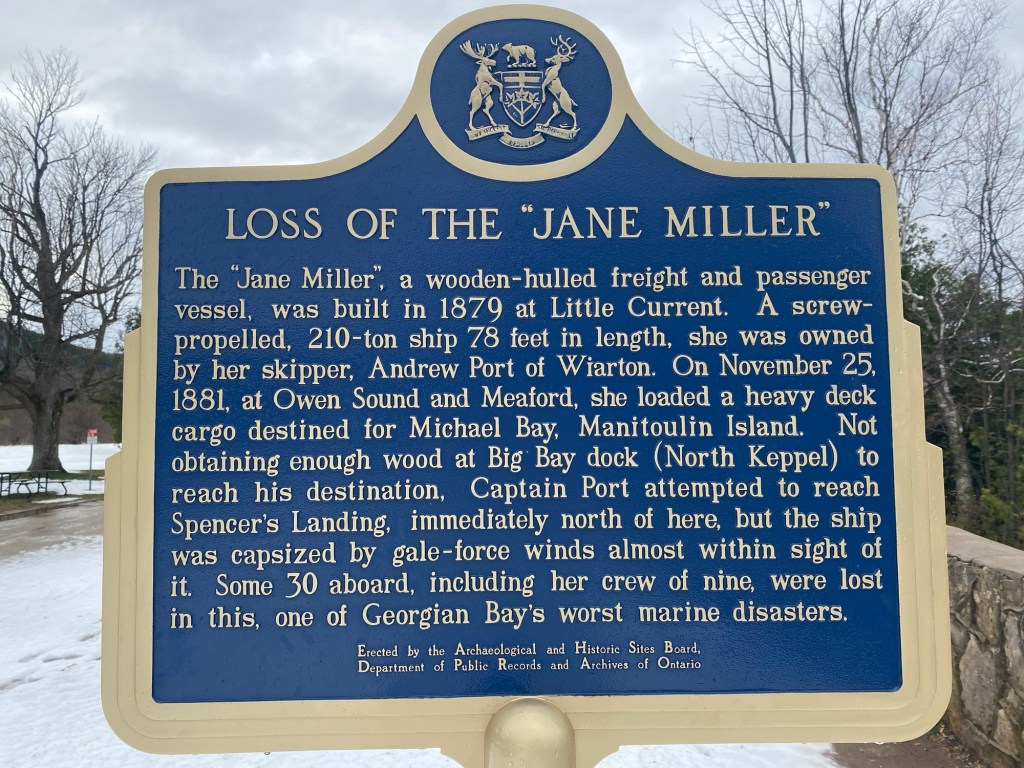 LOSS OF THE "JANE MILLER"
The "Jane Miller", a wooden-hulled freight and passenger
vessel, was built in 1879 at Little Current. A screw-
propelled, 210-ton ship 78 feet in length, she was owned
by her skipper, Andrew Port of Wiarton. On November 25,
1881, at Owen Sound and Meaford, she loaded a heavy deck
cargo destined for Michael Bay, Manitoulin Island. Not
obtaining enough wood at Big Bay dock (North Keppel) to
reach his destination, Captain Port attempted to reach
Spencer's Landing, immediately north of here, but the ship
was capsized by gale-force winds almost within sight of
it. Some 30 aboard, including her crew of nine, were lost
in this, one of Georgian Bay's worst marine disasters.
Erected by the Archaeological and Historic Sites Board,
Department of Public Records and Archives of Ontario